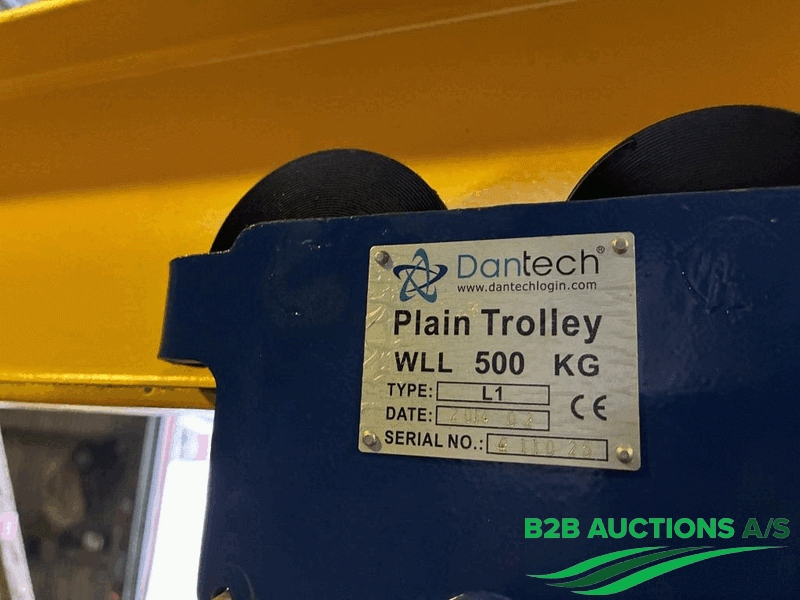 Dantech®
www.dantechlogin.com
Plain Trolley
WLL 500 KG
TYPE: L1
DATE:
CE
SERIAL NO.:
B2B AUCTIONS A/S